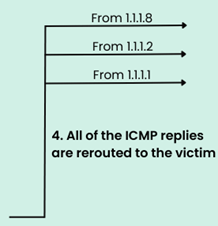 From 1.1.1.8
From 1.1.1.2
From 1.1.1.1
4. All of the ICMP replies
are rerouted to the victim